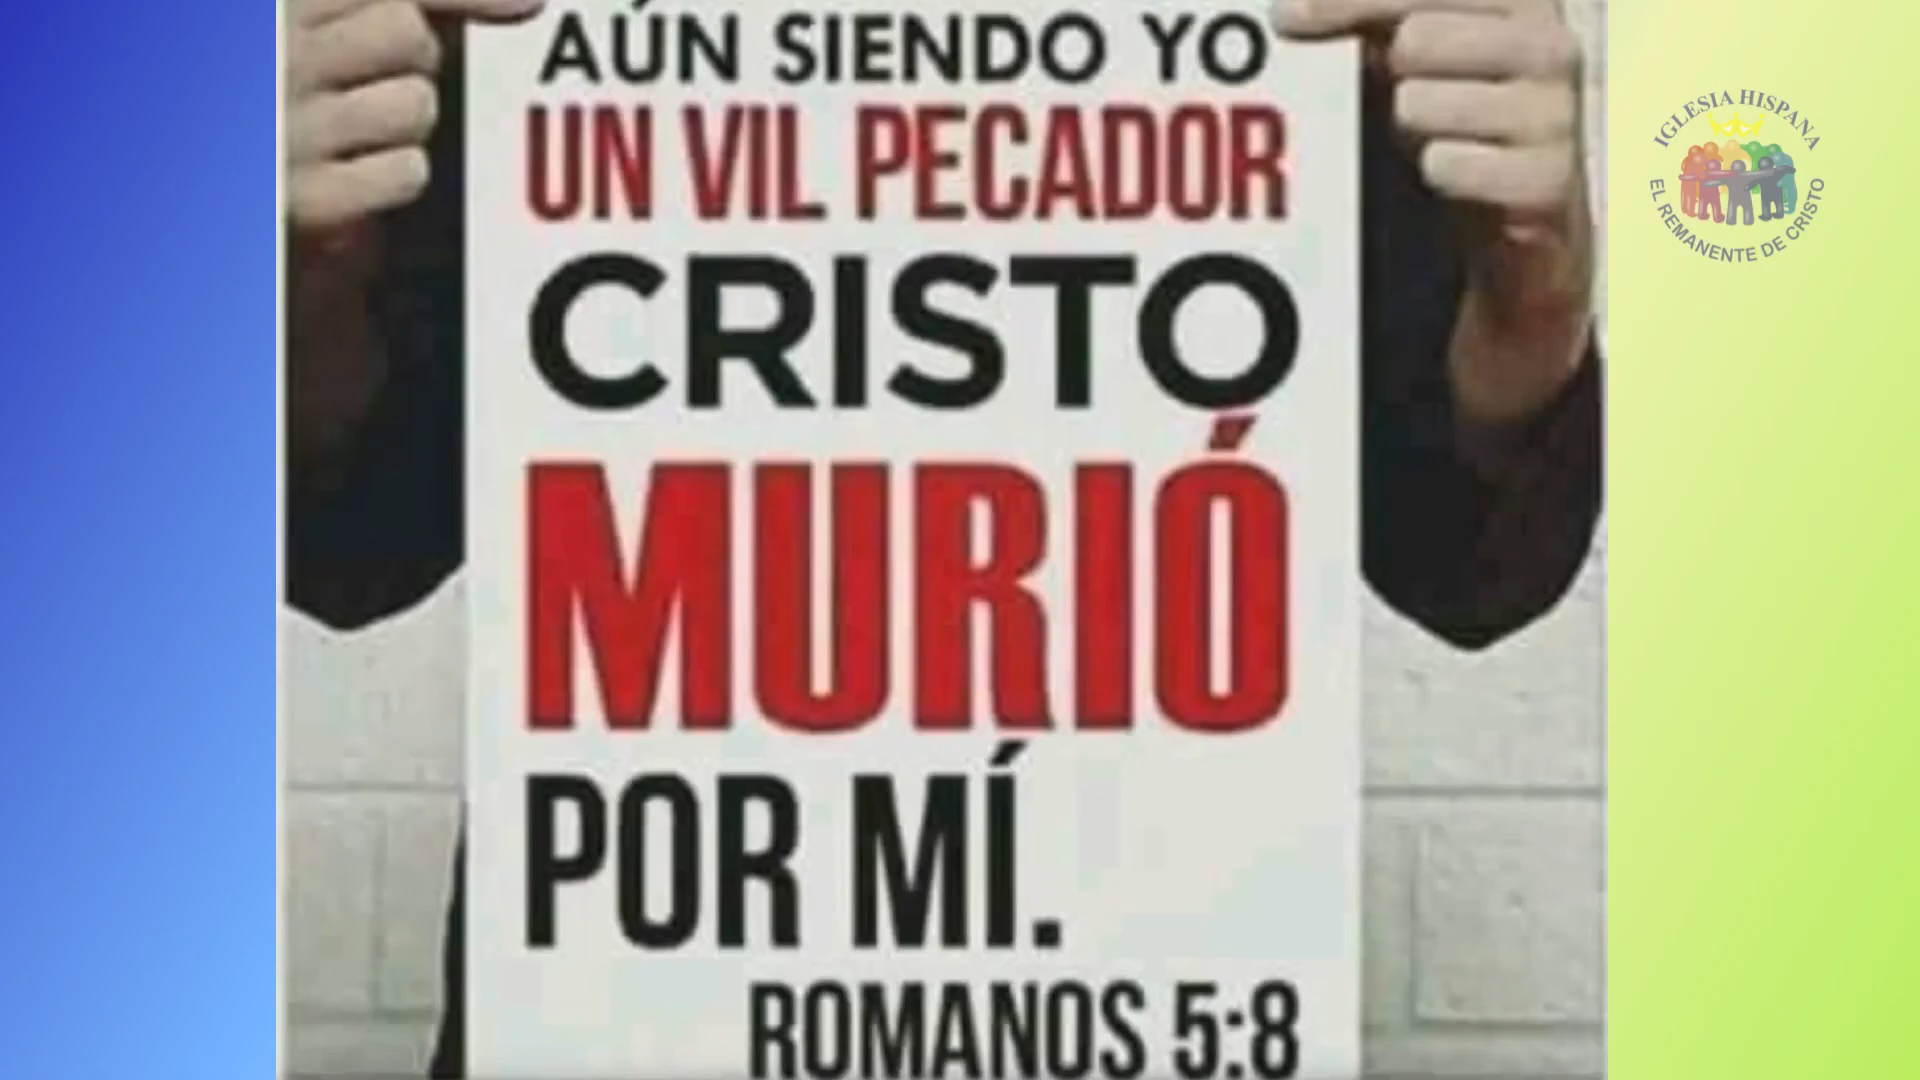 AÚN SIENDO YO
UN VIL PECADOR
CRISTO
MURIÓ
POR MÍ.
ROMANOS 5:8
IGLESIA HISPANA
EL REMANENTE DE CRISTO